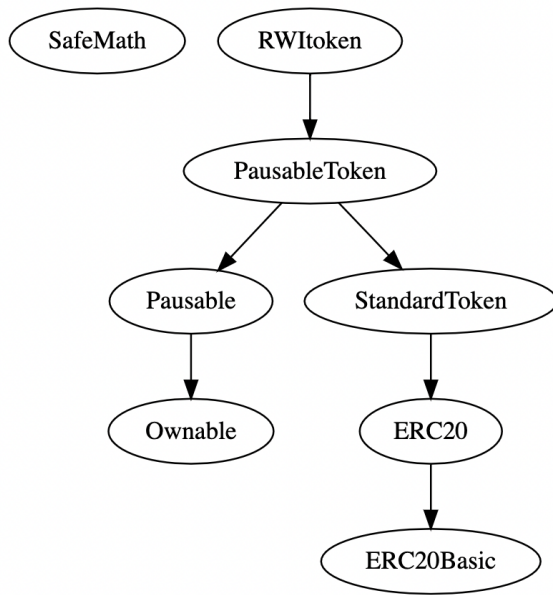 SafeMath
RWItoken
PausableToken
Pausable
StandardToken
Ownable
ERC20
ERC20Basic